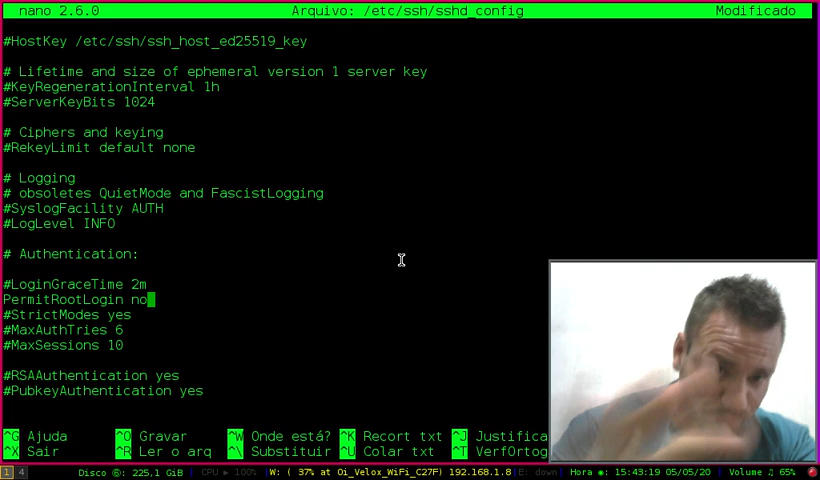 nano 2.6.0 Arquivo: /etc/ssh/sshd_config Modificado
#HostKey /etc/ssh/ssh_host_ed25519_key
# Lifetime and size of ephemeral version 1 server key
#KeyRegenerationInterval 1h
#ServerKeyBits 1024
# Ciphers and keying
#RekeyLimit default none
# Logging
# obsoletes QuietMode and FascistLogging
#SyslogFacility AUTH
#LogLevel INFO
# Authentication:
#LoginGraceTime 2m
PermitRootLogin no
#StrictModes yes
#MaxAuthTries 6
#MaxSessions 10
#RSAAuthentication yes
#PubkeyAuthentication yes
^G Ajuda ^O Gravar ^W Onde está? ^K Recort txt ^J Justifica
^X Sair ^R Ler o arq ^\ Substituir ^U Colar txt ^T VerfOrtog
1 4 Disco 225,1 GiB | CPU ▶ 100% |W: ( 37% at Oi_Velox_WiFi_C27F) 192.168.1.8|E: down| Hora 15:43:19 05/05/20 | Volume ♫ 65%